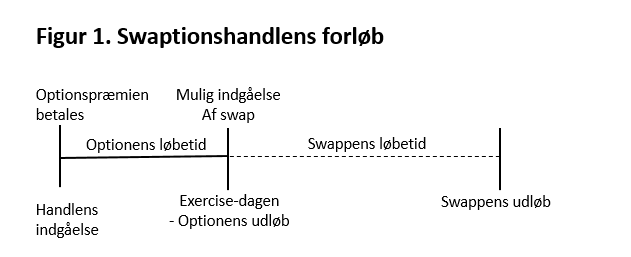 Figur 1. Swaptionshandlens forløb
Optionspræmien
betales
Mulig indgåelse
Af swap
Optionens løbetid
Swappens løbetid
Handlens
indgåelse
Exercise-dagen
- Optionens udløb
Swappens udløb